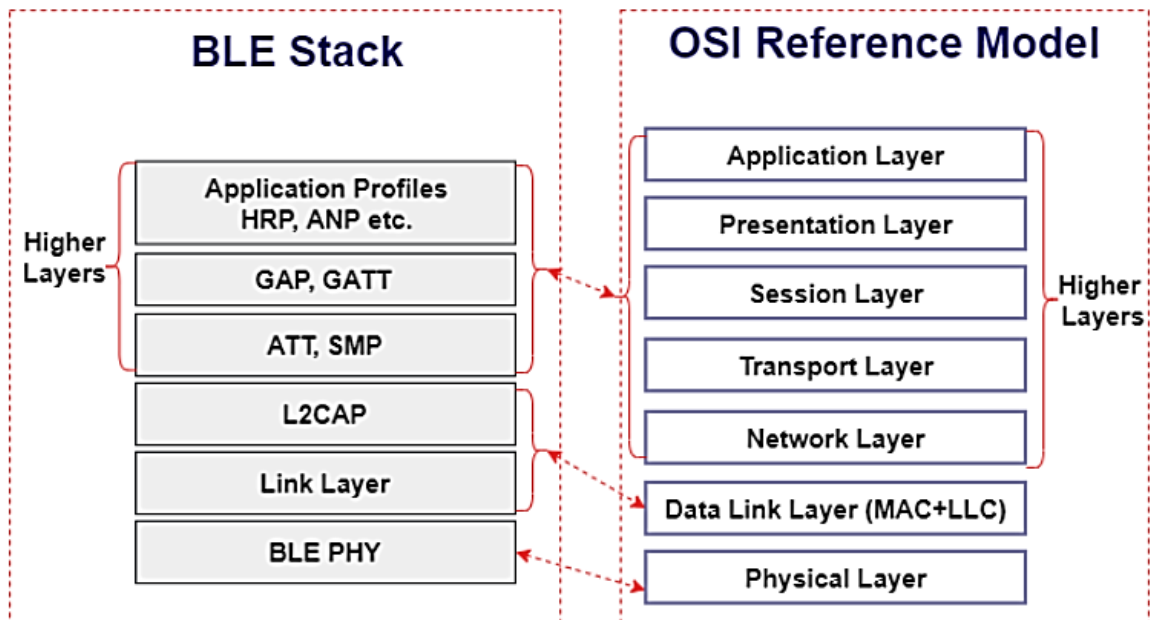 BLE Stack
Application Profiles
HRP, ANP etc.
GAP, GATT
ATT, SMP
L2CAP
Link Layer
BLE PHY
Higher
Layers
OSI Reference Model
Application Layer
Presentation Layer
Session Layer
Transport Layer
Network Layer
Data Link Layer (MAC+LLC)
Physical Layer
Higher
Layers